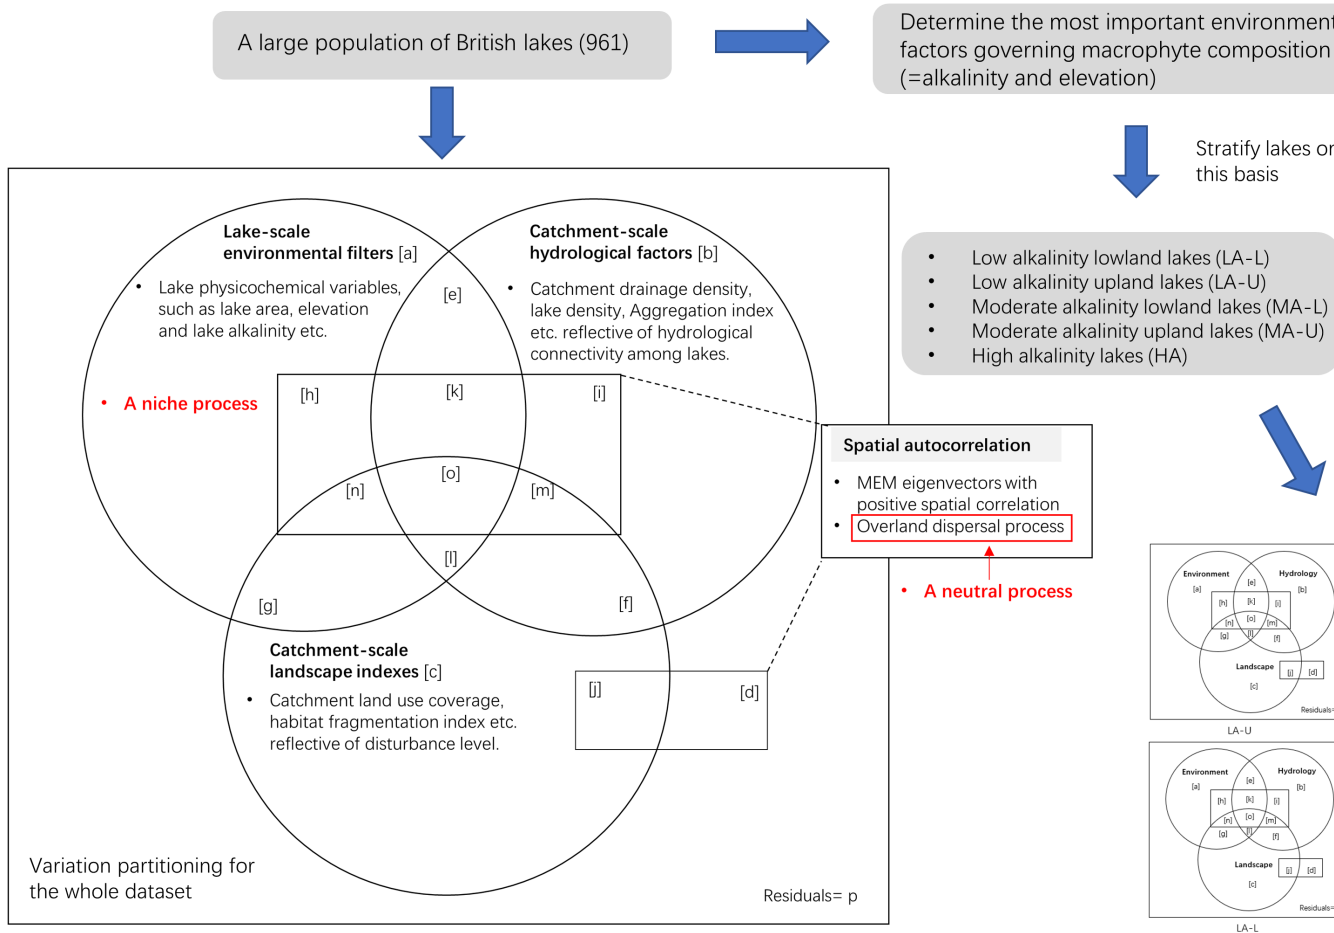 A large population of British lakes (961)
Determine the most important environment
factors governing macrophyte composition
(=alkalinity and elevation)
Stratify lakes on
this basis
• Low alkalinity lowland lakes (LA-L)
• Low alkalinity upland lakes (LA-U)
• Moderate alkalinity lowland lakes (MA-L)
• Moderate alkalinity upland lakes (MA-U)
• High alkalinity lakes (HA)
Lake-scale
environmental filters [a]
• Lake physicochemical variables,
such as lake area, elevation
and lake alkalinity etc.
• A niche process
Catchment-scale
hydrological factors [b]
• Catchment drainage density,
lake density, Aggregation index
etc. reflective of hydrological
connectivity among lakes.
[e]
[h]
[k]
[i]
[o]
[n]
[m]
[l]
[g]
[f]
Catchment-scale
landscape indexes [c]
• Catchment land use coverage,
habitat fragmentation index etc.
reflective of disturbance level.
[j]
[d]
Variation partitioning for
the whole dataset
Residuals= p
Spatial autocorrelation
• MEM eigenvectors with
positive spatial correlation
• Overland dispersal process
• A neutral process
Environment
[a]
[e]
Hydrology
[b]
[h]
[k]
[i]
[n]
[o]
[m]
[g]
[l]
[f]
Landscape
[j]
[d]
[c]
Residuals=
LA-U
Environment
[a]
[e]
Hydrology
[b]
[h]
[k]
[i]
[n]
[o]
[m]
[g]
[l]
[f]
Landscape
[j]
[d]
[c]
Residuals=
LA-L